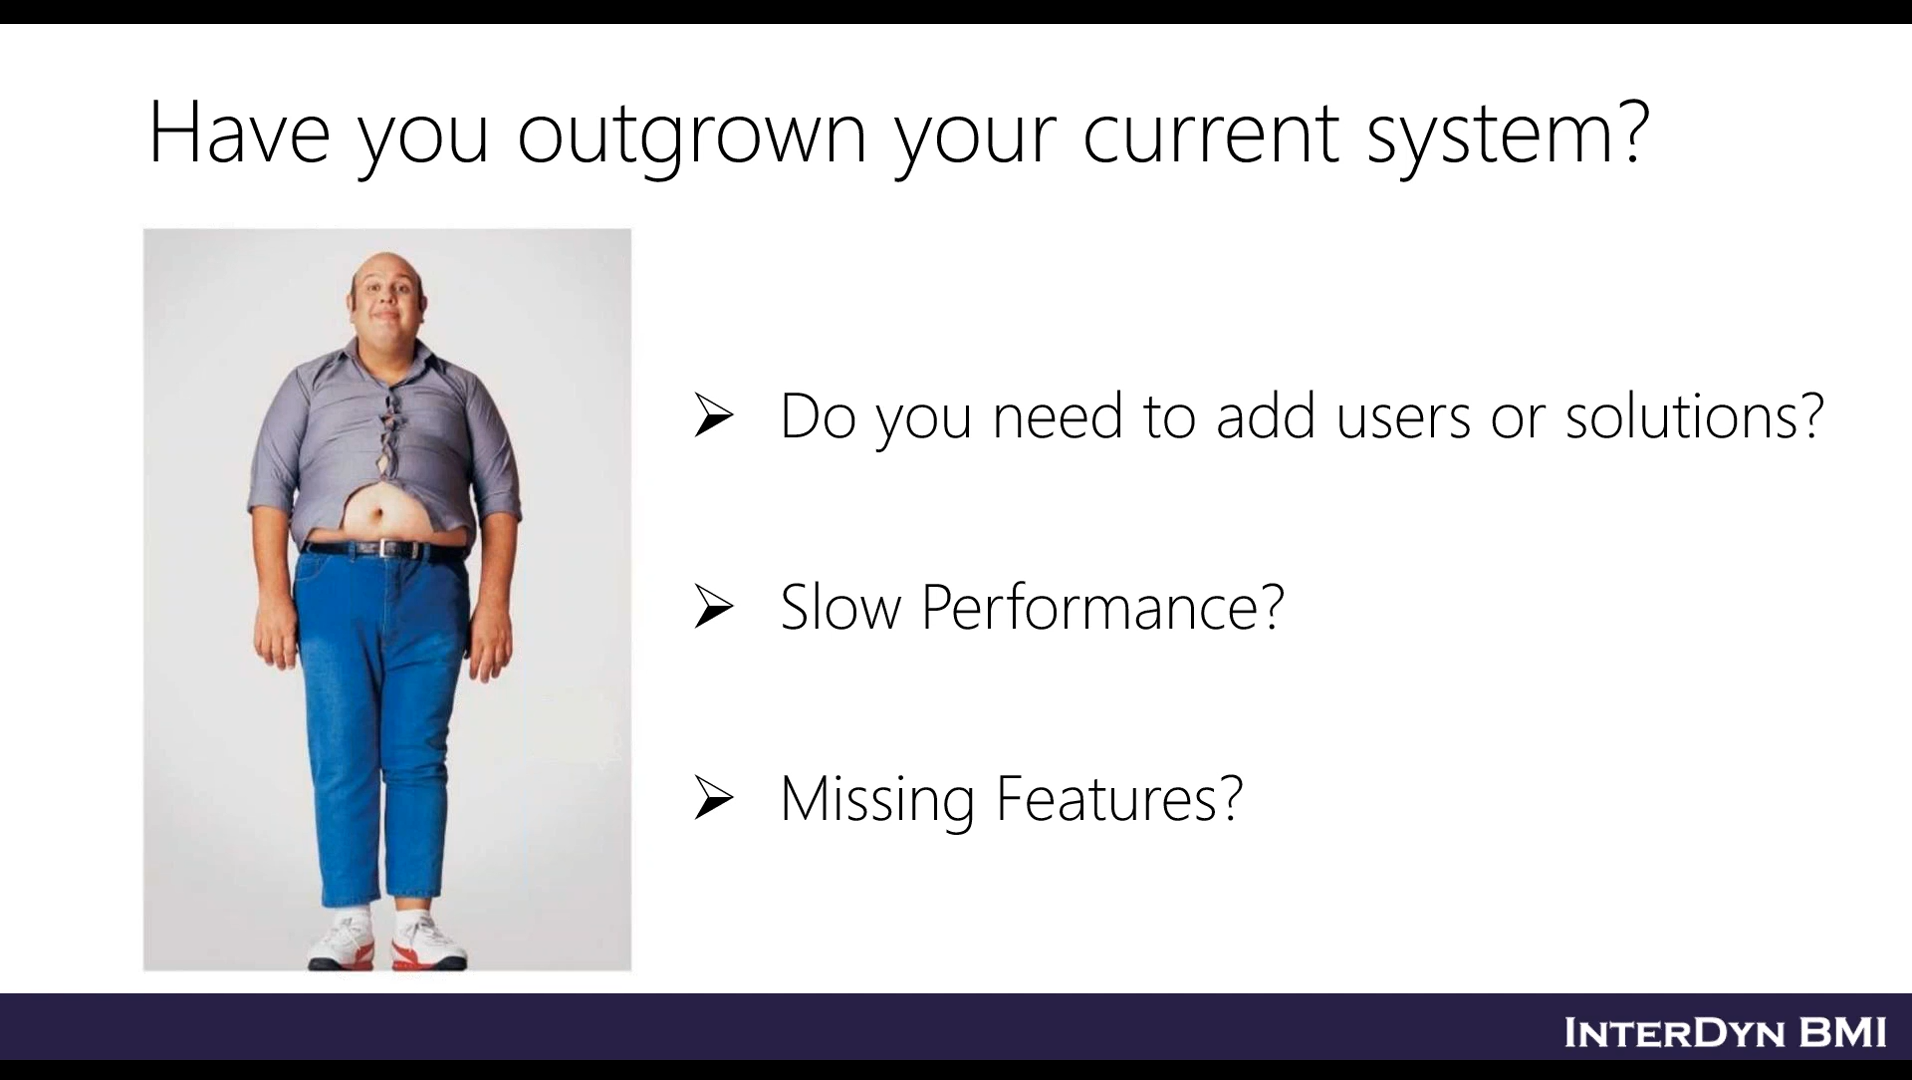 Have you outgrown your current system?
Do you need to add users or solutions?
Slow Performance?
Missing Features?
INTERDYN BMI